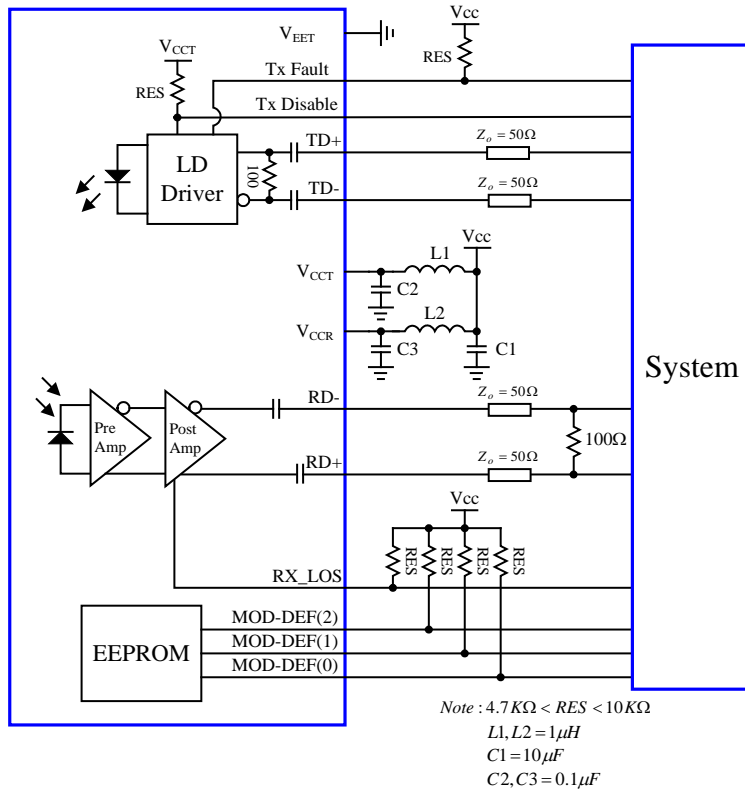 V_EET
Vcc
V_CCT
RES
Tx Fault
RES
Tx Disable
TD+
Z_o = 50Ω
LD
Driver
100
TD-
Z_o = 50Ω
Vcc
V_CCT
L1
C2
V_CCR
L2
C3
C1
System
RD-
Z_o = 50Ω
Pre
Amp
Post
Amp
100Ω
RD+
Z_o = 50Ω
Vcc
RES
RES
RES
RES
RX_LOS
EEPROM
MOD-DEF(2)
MOD-DEF(1)
MOD-DEF(0)
Note : 4.7KΩ < RES < 10KΩ
L1, L2 = 1μH
C1 = 10μF
C2, C3 = 0.1μF